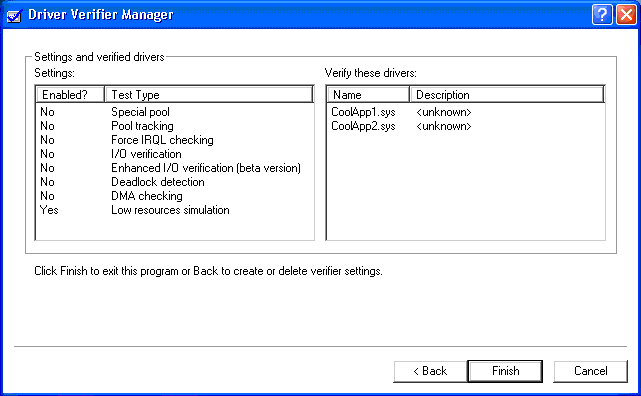 Driver Verifier Manager
Settings and verified drivers
Settings:
Enabled? Test Type
No Special pool
No Pool tracking
No Force IRQL checking
No I/O verification
No Enhanced I/O verification (beta version)
No Deadlock detection
No DMA checking
Yes Low resources simulation
Verify these drivers:
Name Description
CoolApp1.sys <unknown>
CoolApp2.sys <unknown>
Click Finish to exit this program or Back to create or delete verifier settings.
< Back Finish Cancel